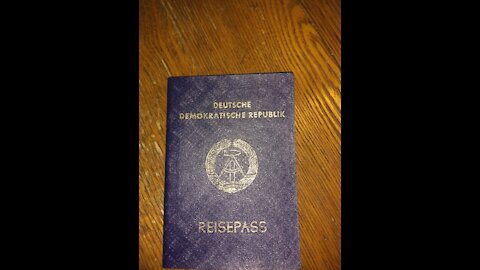 DEUTSCHE
DEMOKRATISCHE REPUBLIK
REISEPASS